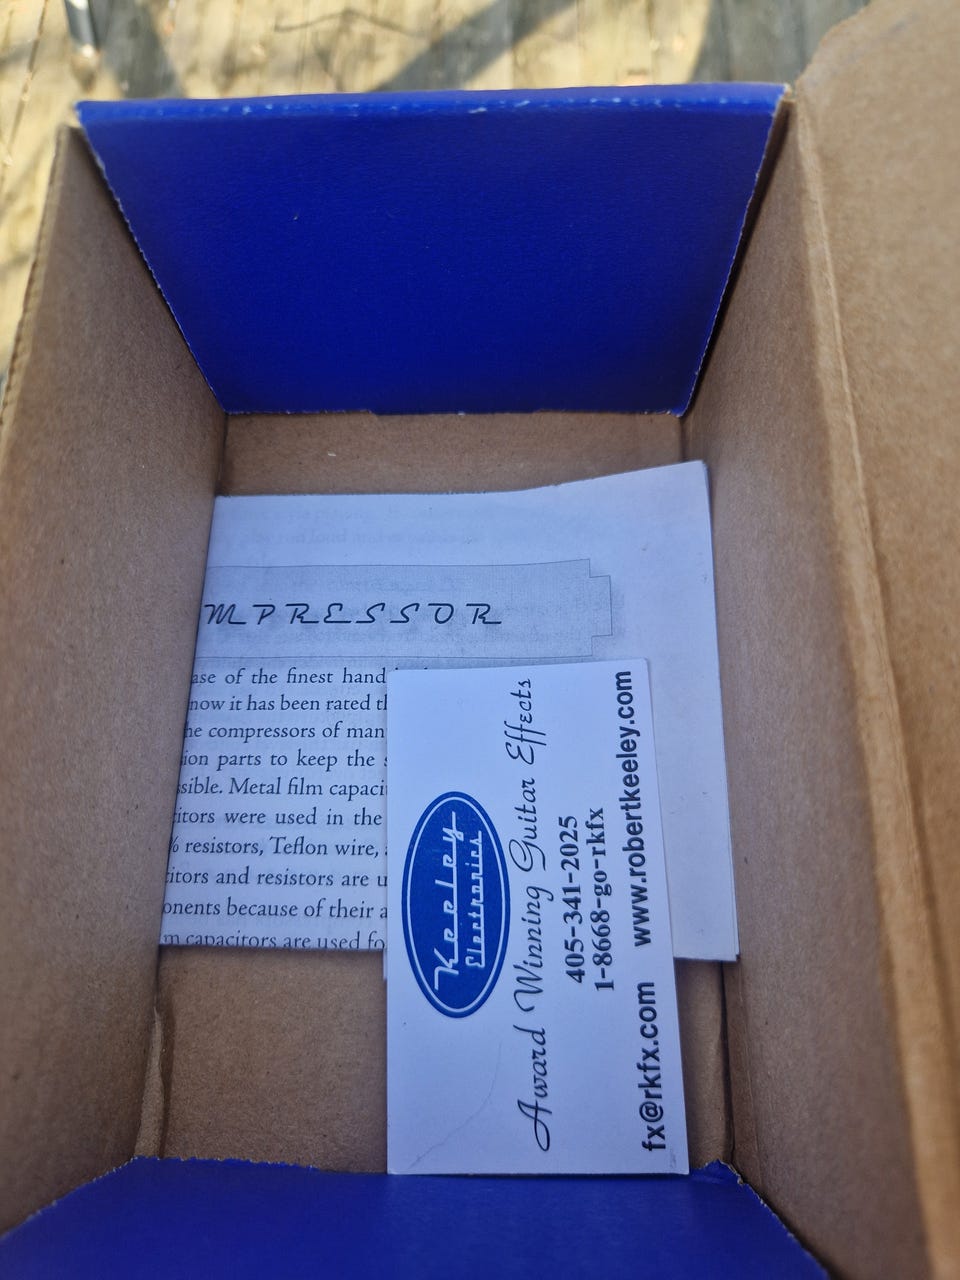 MPRESSOR
ase of the finest hand
now it has been rated
he compressors of man
ion parts to keep the
sible. Metal film capaci
itors were used in the
% resistors, Teflon wire,
itors and resistors are u
onents because of their a
m capacitors are used fo
Keeley
Electronics
Award Winning Guitar Effects
405-341-2025
1-8668-go-rkfx
fx@rkfx.com www.robertkeeley.com